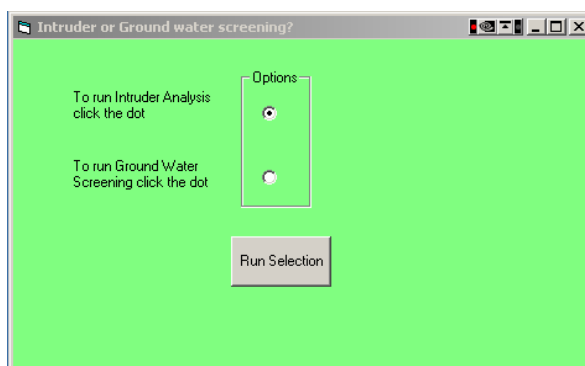 Intruder or Ground water screening?
Options
To run Intruder Analysis
click the dot
To run Ground Water
Screening click the dot
Run Selection